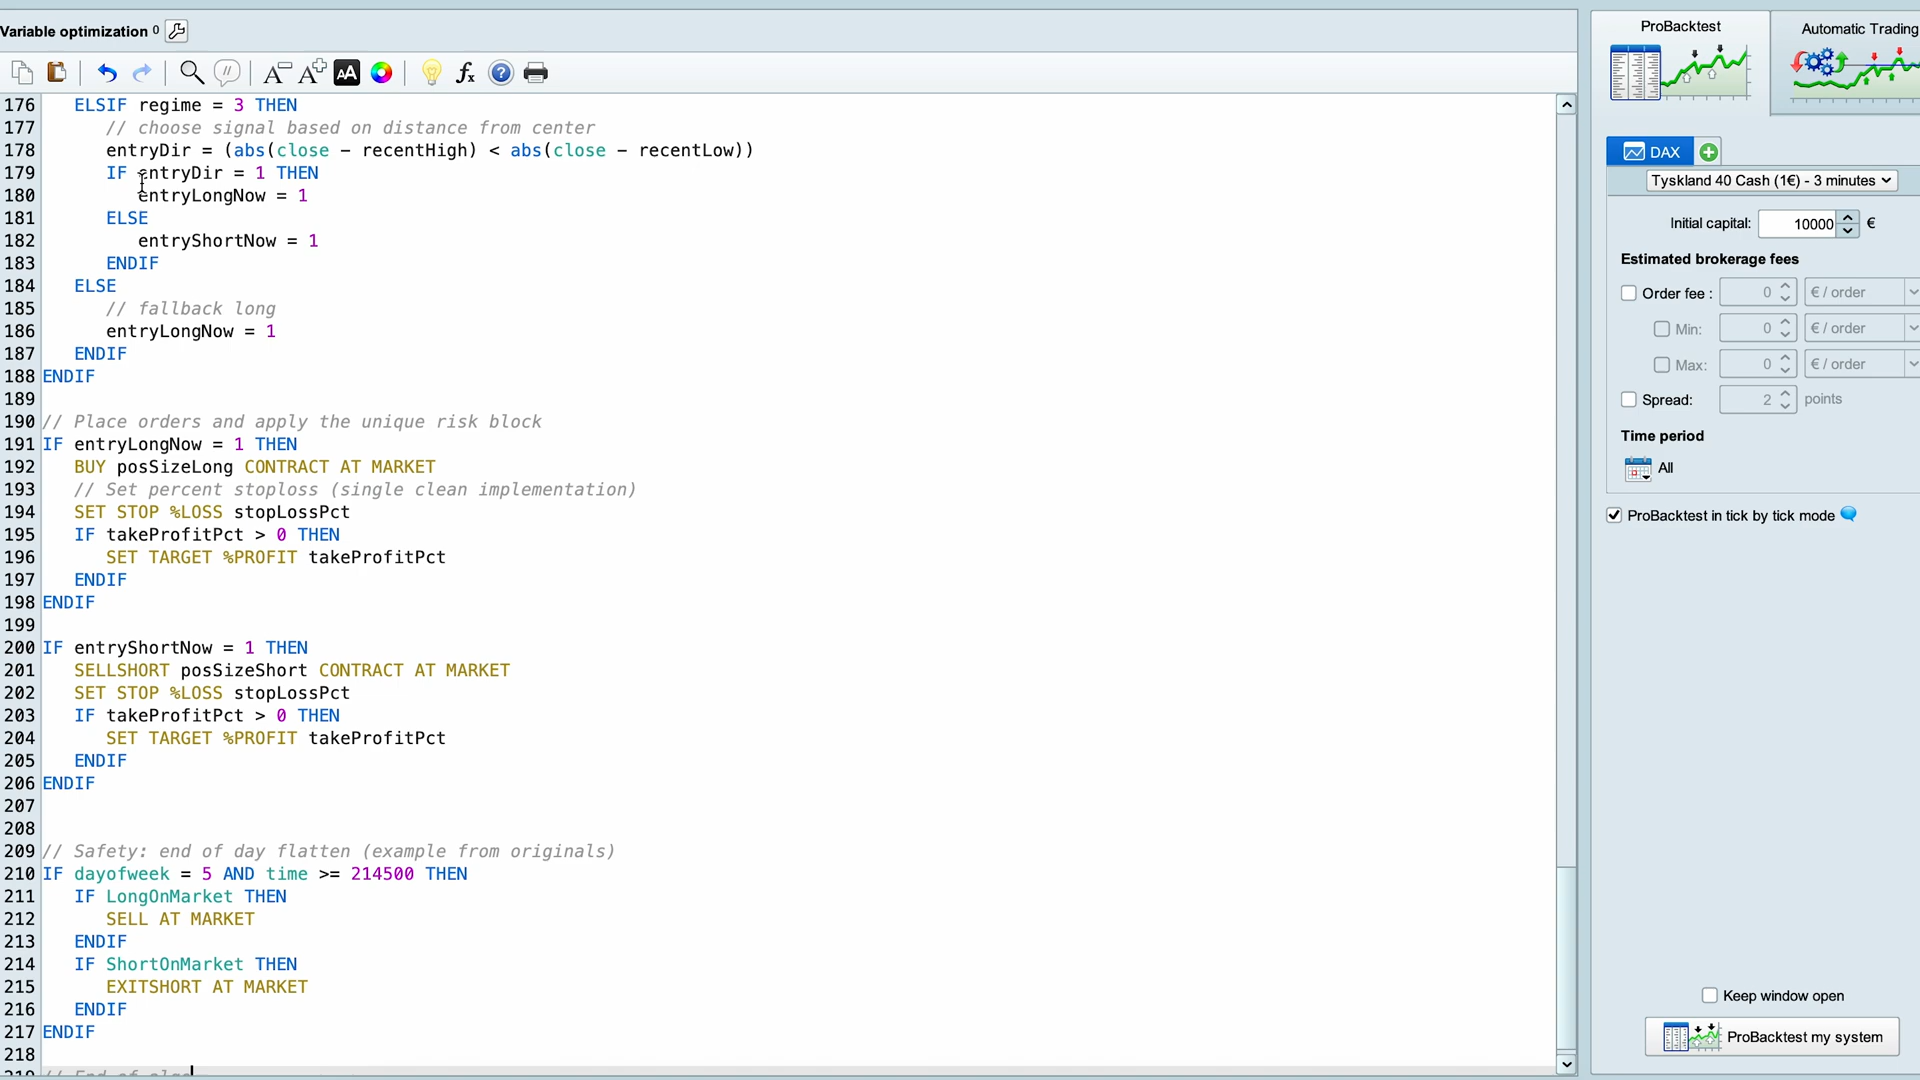 Variable optimization 0
176 ELSIF regime = 3 THEN
177 // choose signal based on distance from center
178 entryDir = (abs(close - recentHigh) < abs(close - recentLow))
179 IF entryDir = 1 THEN
180 entryLongNow = 1
181 ELSE
182 entryShortNow = 1
183 ENDIF
184 ELSE
185 // fallback long
186 entryLongNow = 1
187 ENDIF
188 ENDIF
189
190 // Place orders and apply the unique risk block
191 IF entryLongNow = 1 THEN
192 BUY posSizeLong CONTRACT AT MARKET
193 // Set percent stoploss (single clean implementation)
194 SET STOP %LOSS stopLossPct
195 IF takeProfitPct > 0 THEN
196 SET TARGET %PROFIT takeProfitPct
197 ENDIF
198 ENDIF
199
200 IF entryShortNow = 1 THEN
201 SELLSHORT posSizeShort CONTRACT AT MARKET
202 SET STOP %LOSS stopLossPct
203 IF takeProfitPct > 0 THEN
204 SET TARGET %PROFIT takeProfitPct
205 ENDIF
206 ENDIF
207
208
209 // Safety: end of day flatten (example from originals)
210 IF dayofweek = 5 AND time >= 214500 THEN
211 IF LongOnMarket THEN
212 SELL AT MARKET
213 ENDIF
214 IF ShortOnMarket THEN
215 EXITSHORT AT MARKET
216 ENDIF
217 ENDIF
218
219 // End of algo
ProBacktest
Automatic Trading
DAX
Tyskland 40 Cash (1€) - 3 minutes
Initial capital: 10000 €
Estimated brokerage fees
Order fee : 0 € / order
Min: 0 € / order
Max: 0 € / order
Spread: 2 points
Time period
All
ProBacktest in tick by tick mode
Keep window open
ProBacktest my system